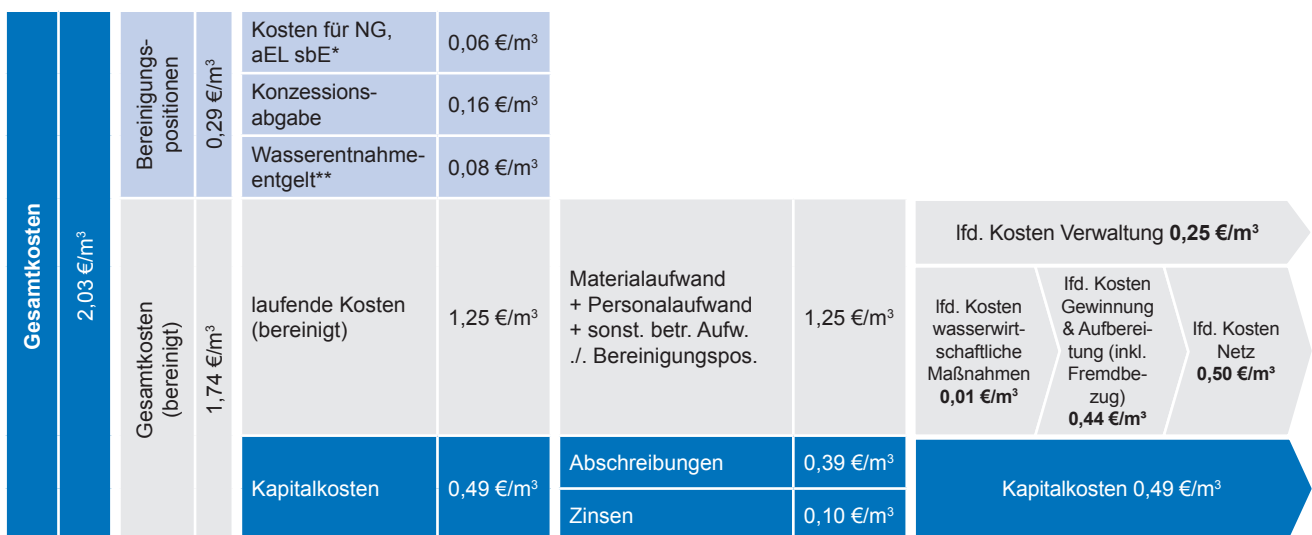 Gesamtkosten
2,03 €/m³
Bereinigungs-
positionen
0,29 €/m³
Kosten für NG,
aEL sbE*
0,06 €/m³
Konzessions-
abgabe
0,16 €/m³
Wasserentnahme-
entgelt**
0,08 €/m³
Gesamtkosten
(bereinigt)
1,74 €/m³
laufende Kosten
(bereinigt)
1,25 €/m³
Materialaufwand
+ Personalaufwand
+ sonst. betr. Aufw.
./. Bereinigungspos.
1,25 €/m³
lfd. Kosten Verwaltung 0,25 €/m³
lfd. Kosten
wasserwirt-
schaftliche
Maßnahmen
0,01 €/m³
lfd. Kosten
Gewinnung
& Aufberei-
tung (inkl.
Fremdbe-
zug)
0,44 €/m³
lfd. Kosten
Netz
0,50 €/m³
Kapitalkosten
0,49 €/m³
Abschreibungen
0,39 €/m³
Zinsen
0,10 €/m³
Kapitalkosten 0,49 €/m³